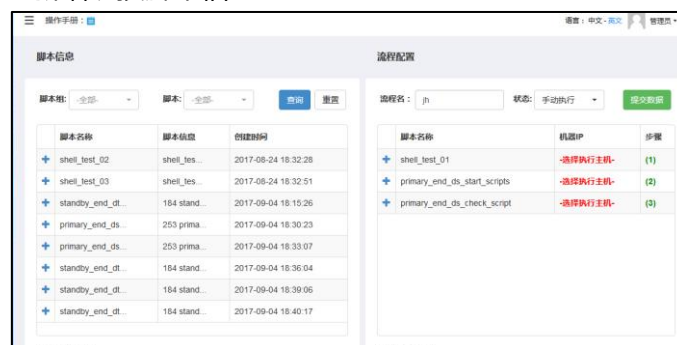 操作手册：
语言：中文 - 英文
管理员
脚本信息
流程配置
脚本组: -全部- 脚本: -全部- 查询 重置
流程名： jh 状态: 手动执行 提交数据
脚本名称 脚本信息 创建时间
shell_test_02 shell_tes... 2017-08-24 18:32:28
shell_test_03 shell_tes... 2017-08-24 18:32:51
standby_end_dt... 184 stand... 2017-09-04 18:15:26
primary_end_ds... 253 prima... 2017-09-04 18:30:23
primary_end_ds... 253 prima... 2017-09-04 18:33:07
standby_end_dt... 184 stand... 2017-09-04 18:36:04
standby_end_dt... 184 stand... 2017-09-04 18:39:06
standby_end_dt... 184 stand... 2017-09-04 18:40:17
脚本名称 机器IP 步骤
shell_test_01 -选择执行主机- (1)
primary_end_ds_start_scripts -选择执行主机- (2)
primary_end_ds_check_script -选择执行主机- (3)